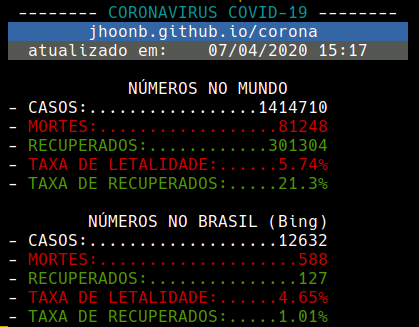 -------- CORONAVIRUS COVID-19 --------
jhoonb.github.io/corona
atualizado em: 07/04/2020 15:17
NÚMEROS NO MUNDO
- CASOS:.................1414710
- MORTES:..................81248
- RECUPERADOS:............301304
- TAXA DE LETALIDADE:......5.74%
- TAXA DE RECUPERADOS:.....21.3%
NÚMEROS NO BRASIL (Bing)
- CASOS:...................12632
- MORTES:....................588
- RECUPERADOS:...............127
- TAXA DE LETALIDADE:......4.65%
- TAXA DE RECUPERADOS:.....1.01%